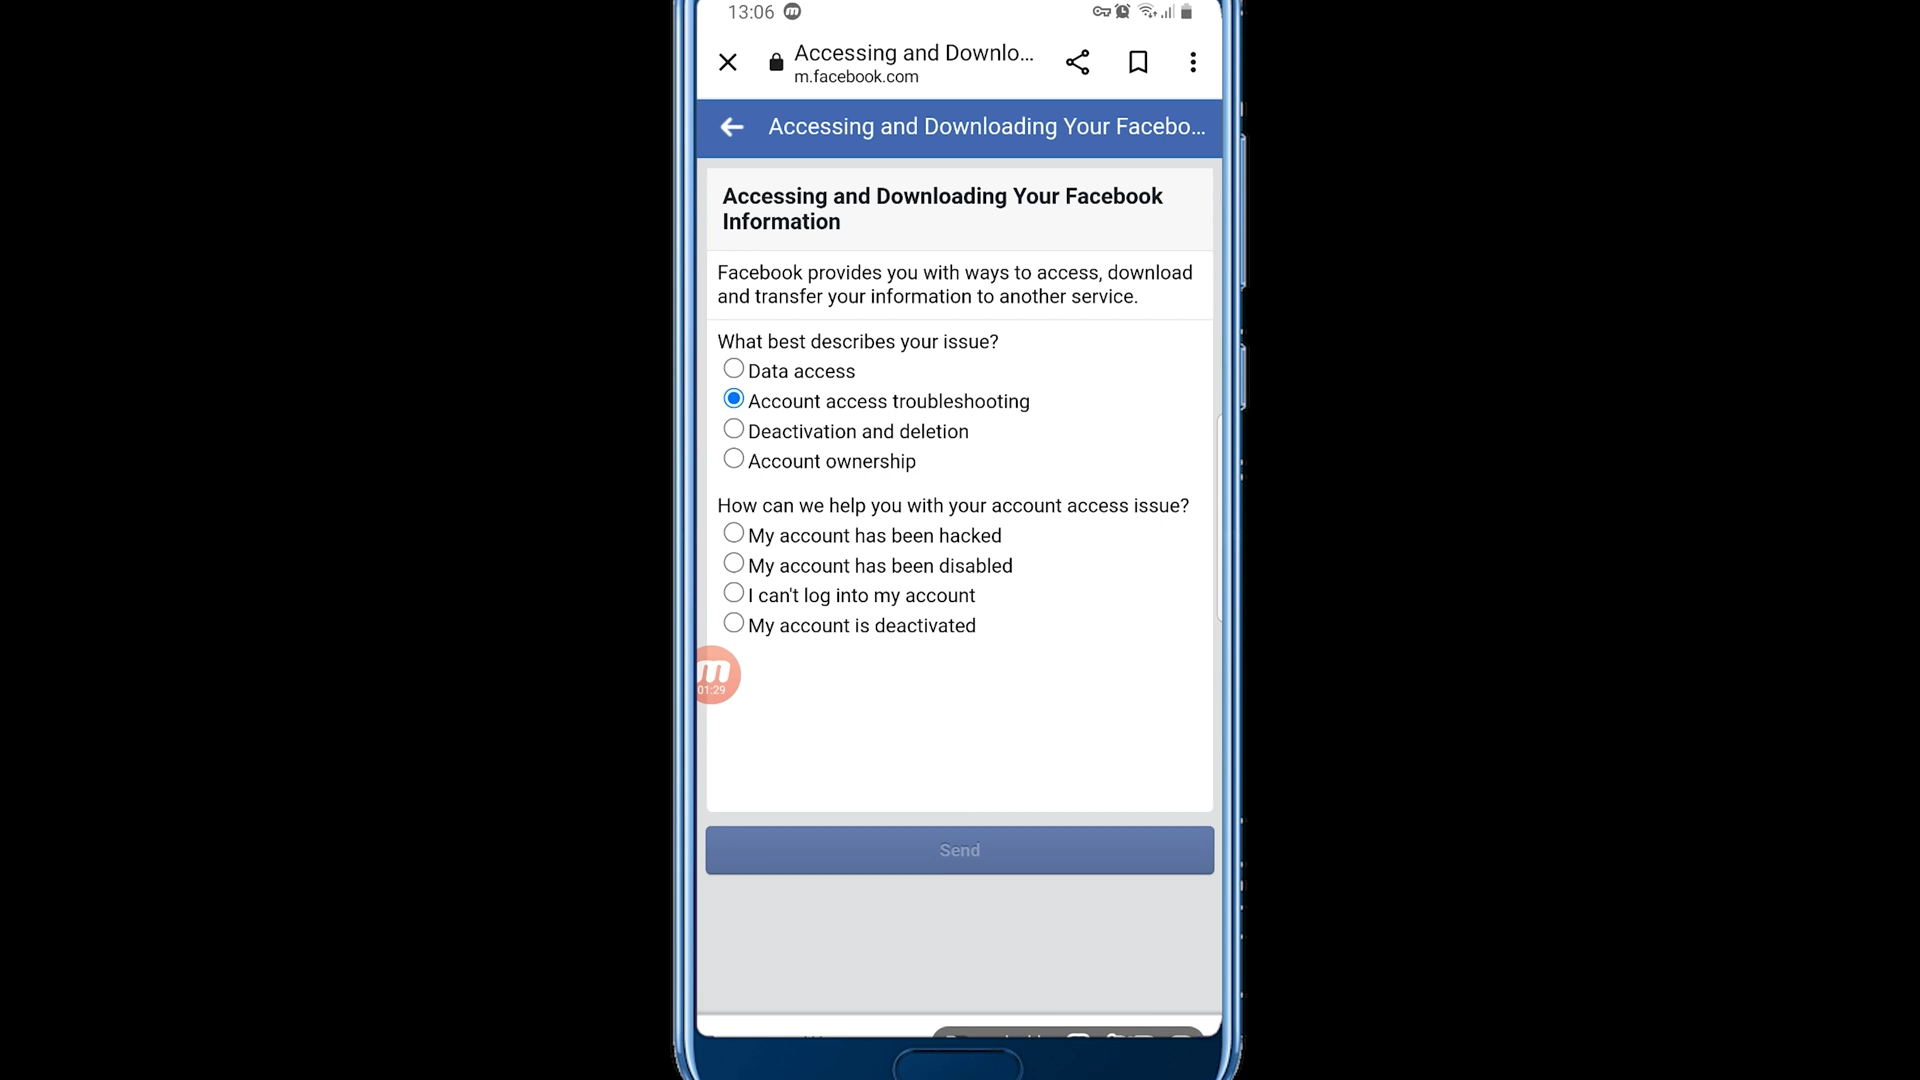 13:06
Accessing and Downlo...
m.facebook.com
Accessing and Downloading Your Facebo...
Accessing and Downloading Your Facebook
Information
Facebook provides you with ways to access, download
and transfer your information to another service.
What best describes your issue?
Data access
Account access troubleshooting
Deactivation and deletion
Account ownership
How can we help you with your account access issue?
My account has been hacked
My account has been disabled
I can't log into my account
My account is deactivated
01:29
Send